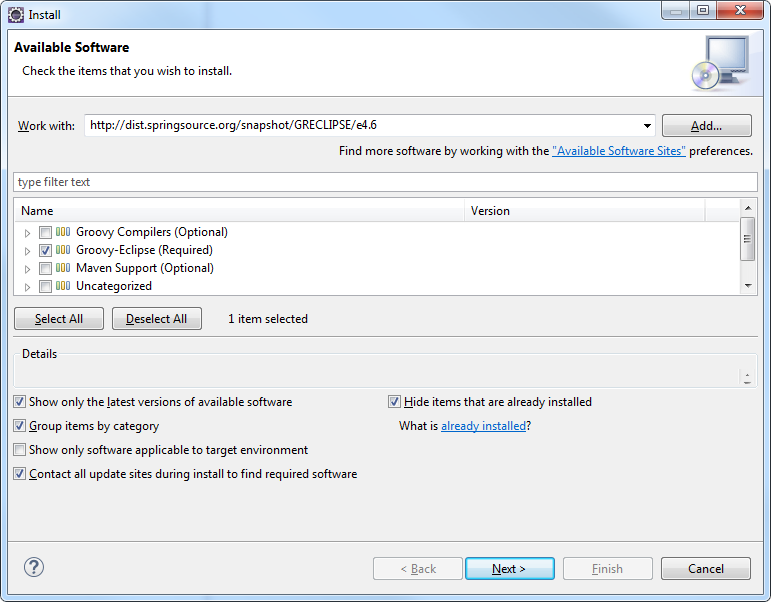 Install
Available Software
Check the items that you wish to install.
Work with: http://dist.springsource.org/snapshot/GRECLIPSE/e4.6 Add...
Find more software by working with the "Available Software Sites" preferences.
type filter text
Name Version
Groovy Compilers (Optional)
Groovy-Eclipse (Required)
Maven Support (Optional)
Uncategorized
Select All Deselect All 1 item selected
Details
Show only the latest versions of available software Hide items that are already installed
Group items by category What is already installed?
Show only software applicable to target environment
Contact all update sites during install to find required software
? < Back Next > Finish Cancel